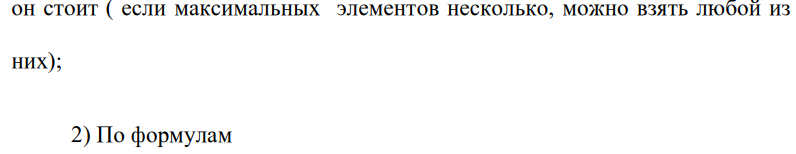 он стоит ( если максимальных элементов несколько, можно взять любой из
них);
2) По формулам